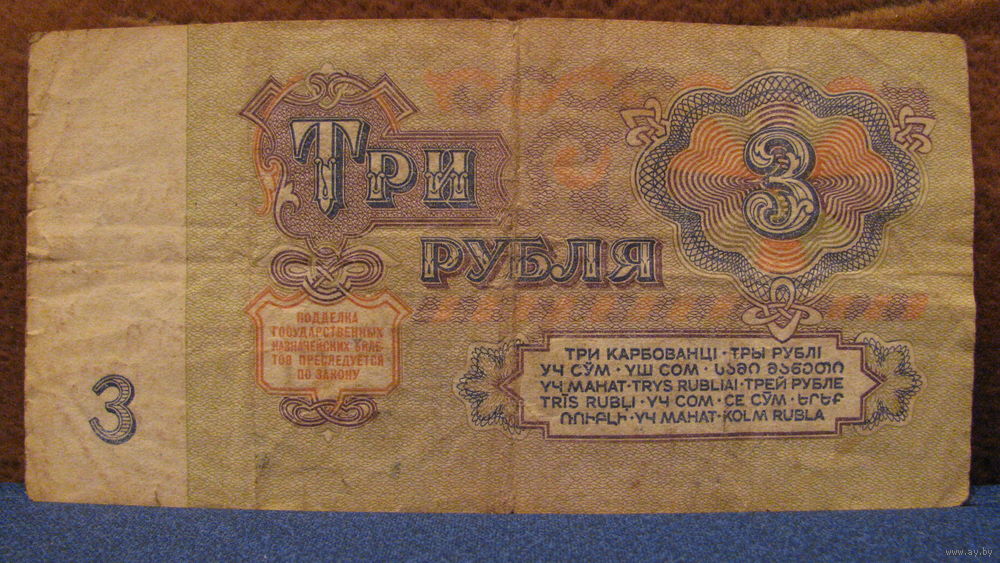 ТРИ
РУБЛЯ
3
ПОДДЕЛКА
ГОСУДАРСТВЕННЫХ
КАЗНАЧЕЙСКИХ БИЛЕ-
ТОВ ПРЕСЛЕДУЕТСЯ
ПО ЗАКОНУ
3
ТРИ КАРБОВАНЦІ · ТРЫ РУБЛІ
УЧ СЎМ · ҮШ СОМ · ᲡᲐᲛᲘ ᲛᲐᲜᲔᲗᲘ
ҮЧ МАНАТ · TRYS RUBLIAI · ТРЕЙ РУБЛЕ
TRĪS RUBĻI · ҮЧ СОМ · СЕ СӮМ · ԵՐԵՔ
ՌՈՒԲԼԻ · ҮЧ МАНАТ · KOLM RUBLA
www.ay.by